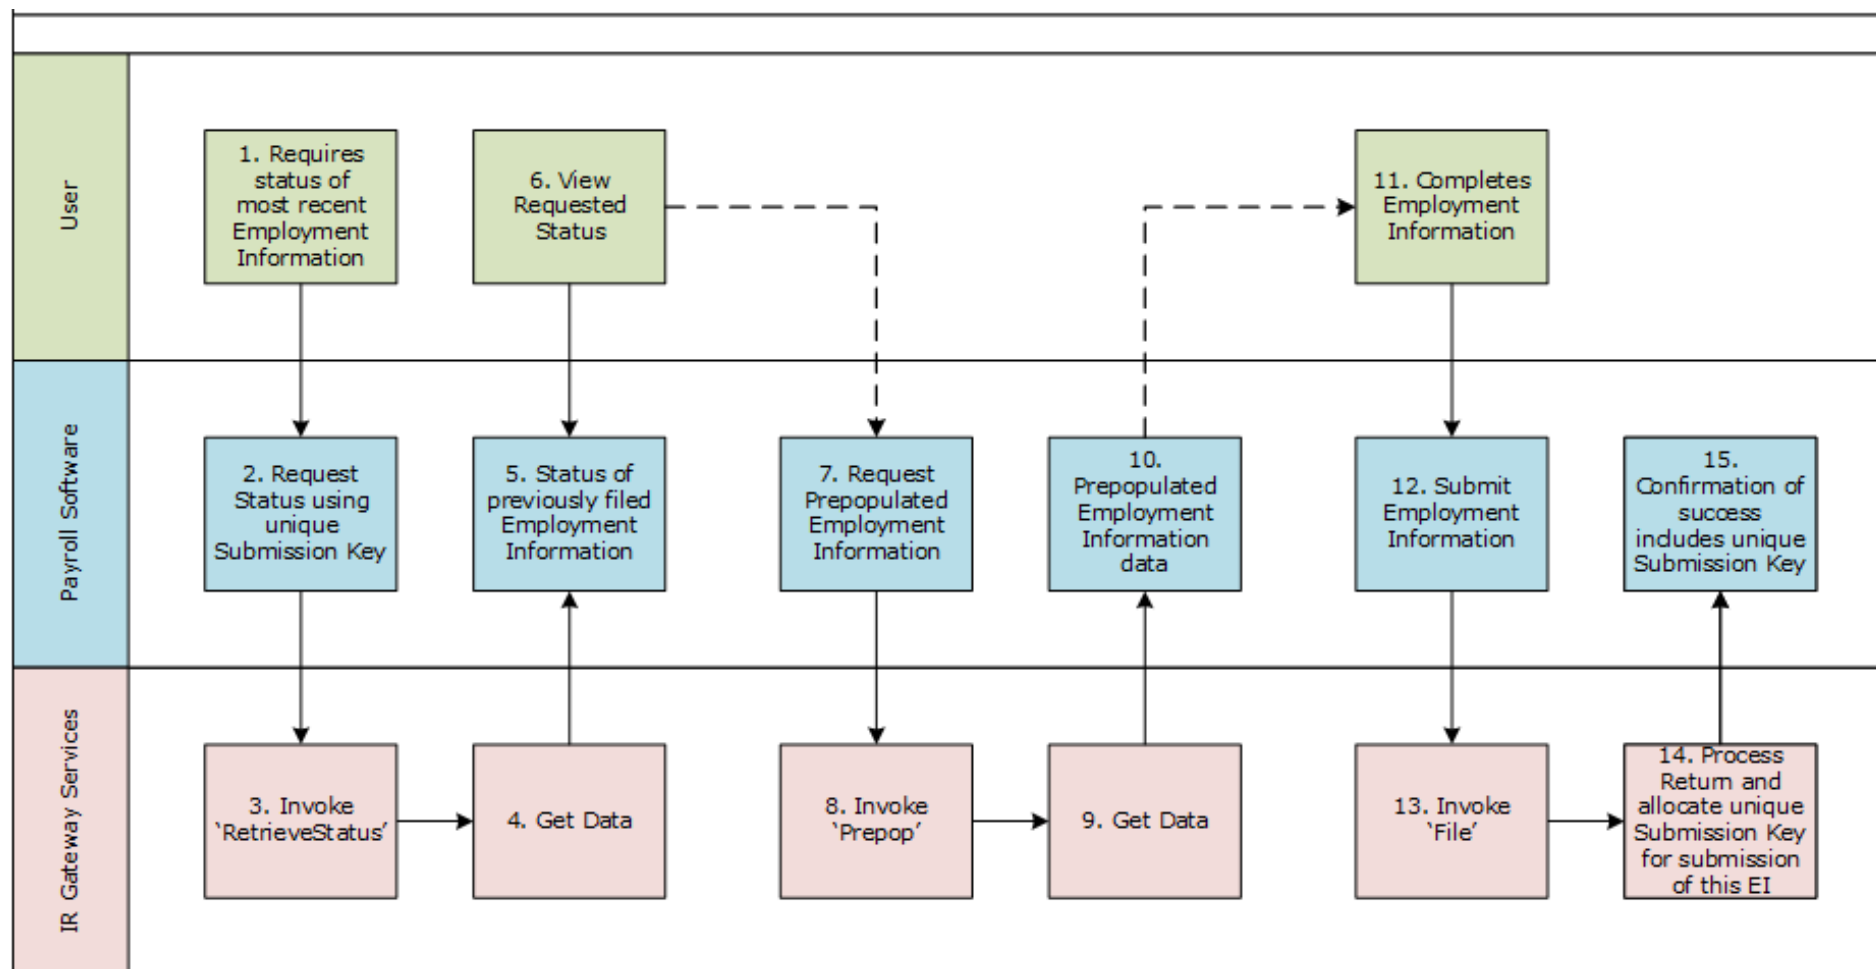 User
1. Requires
status of
most recent
Employment
Information
6. View
Requested
Status
11. Completes
Employment
Information
Payroll Software
2. Request
Status using
unique
Submission Key
5. Status of
previously filed
Employment
Information
7. Request
Prepopulated
Employment
Information
10.
Prepopulated
Employment
Information
data
12. Submit
Employment
Information
15.
Confirmation of
success
includes unique
Submission Key
IR Gateway Services
3. Invoke
‘RetrieveStatus’
4. Get Data
8. Invoke
‘Prepop’
9. Get Data
13. Invoke
‘File’
14. Process
Return and
allocate unique
Submission Key
for submission
of this EI